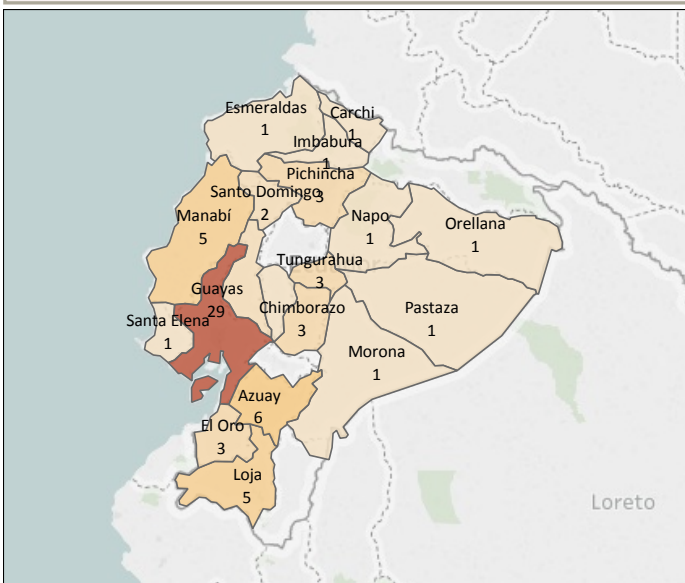 Esmeraldas
1
Carchi
1
Imbabura
1
Pichincha
3
Santo Domingo
2
Manabí
5
Napo
1
Orellana
1
Tungurahua
3
Guayas
29
Chimborazo
3
Pastaza
1
Santa Elena
1
Morona
1
Azuay
6
El Oro
3
Loja
5
Loreto